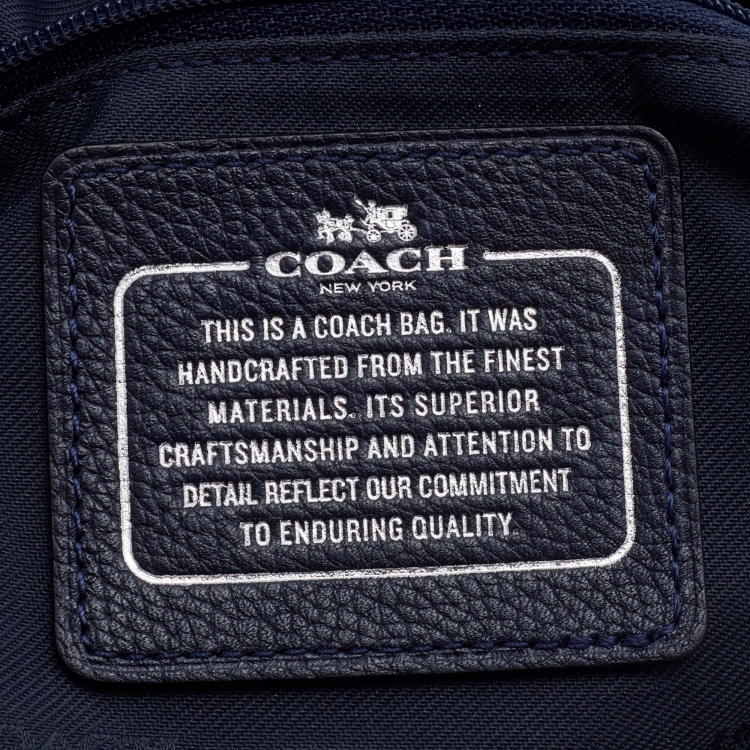 COACH
NEW YORK
THIS IS A COACH BAG. IT WAS
HANDCRAFTED FROM THE FINEST
MATERIALS. ITS SUPERIOR
CRAFTSMANSHIP AND ATTENTION TO
DETAIL REFLECT OUR COMMITMENT
TO ENDURING QUALITY.